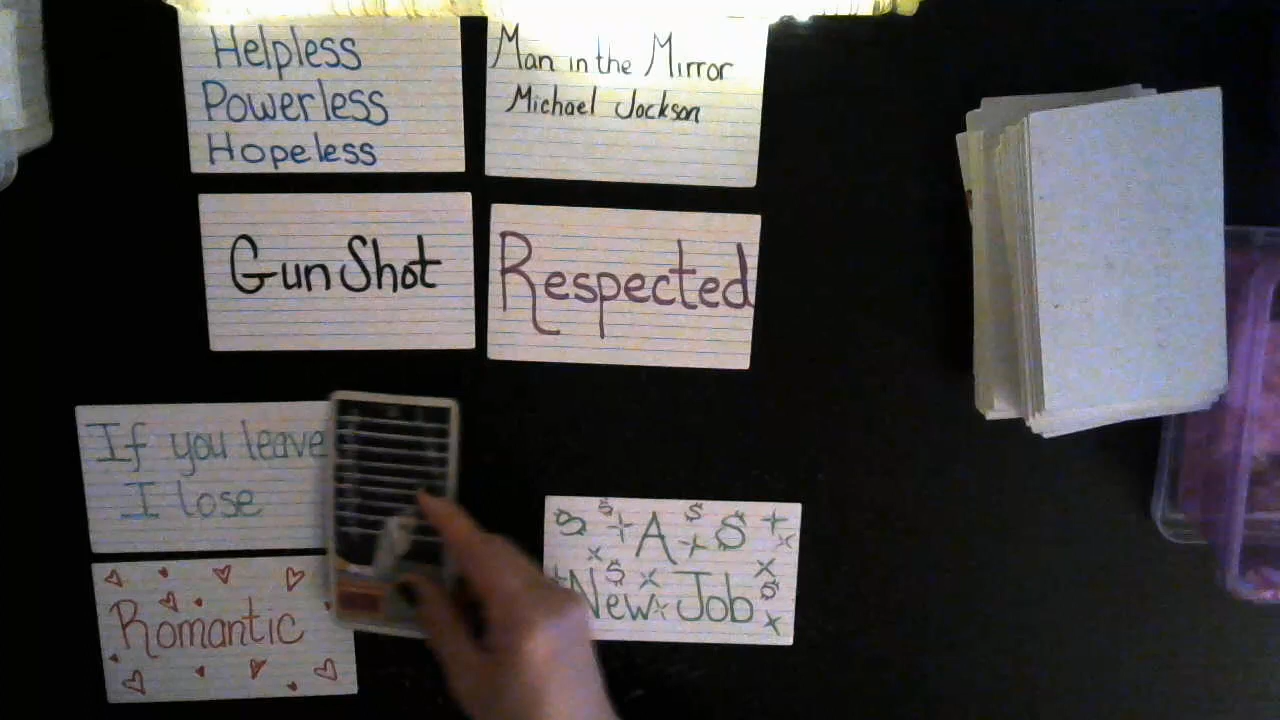 Helpless
Powerless
Hopeless
Man in the Mirror
Michael Jackson
Gun Shot
Respected
If you leave
I lose
Romantic
$ A $
New Job